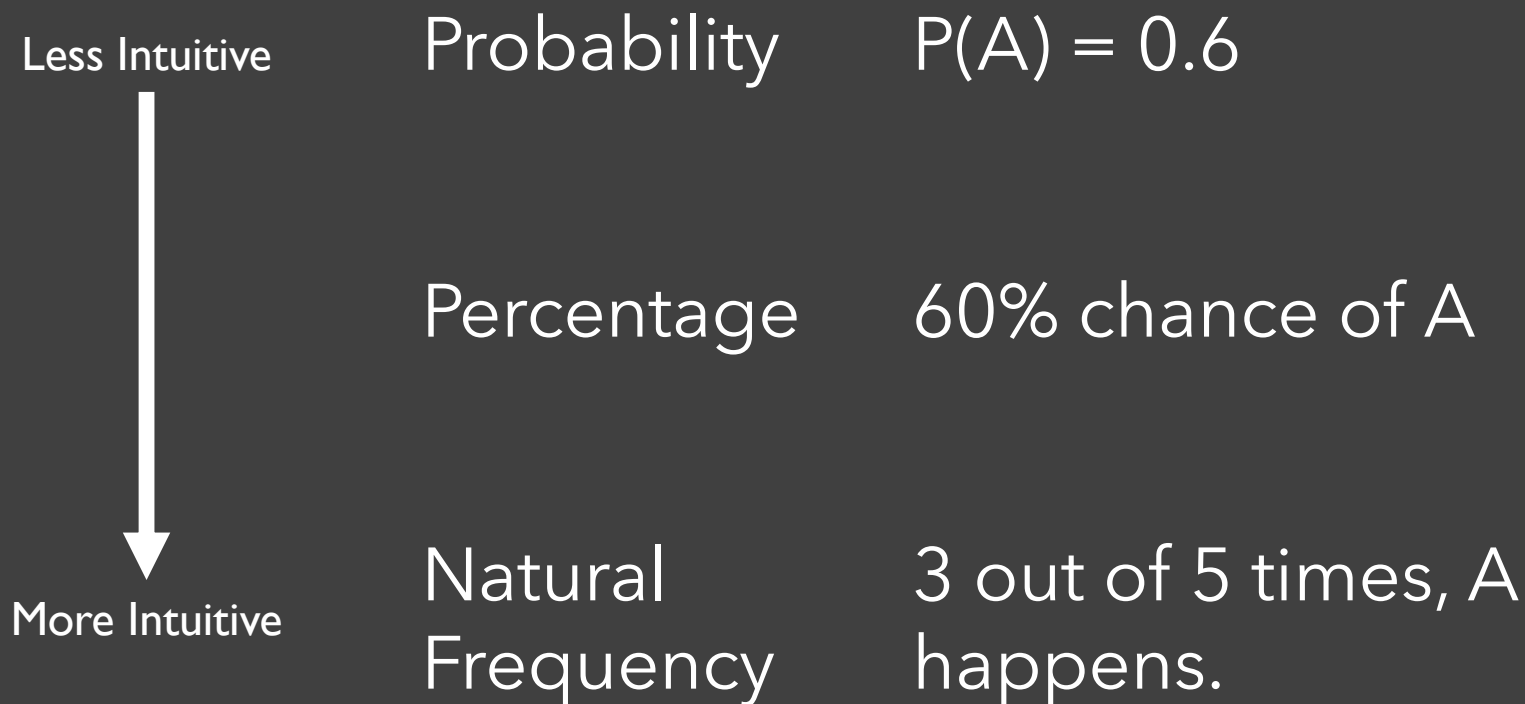 Less Intuitive
Probability
P(A) = 0.6
Percentage
60% chance of A
More Intuitive
Natural
Frequency
3 out of 5 times, A
happens.